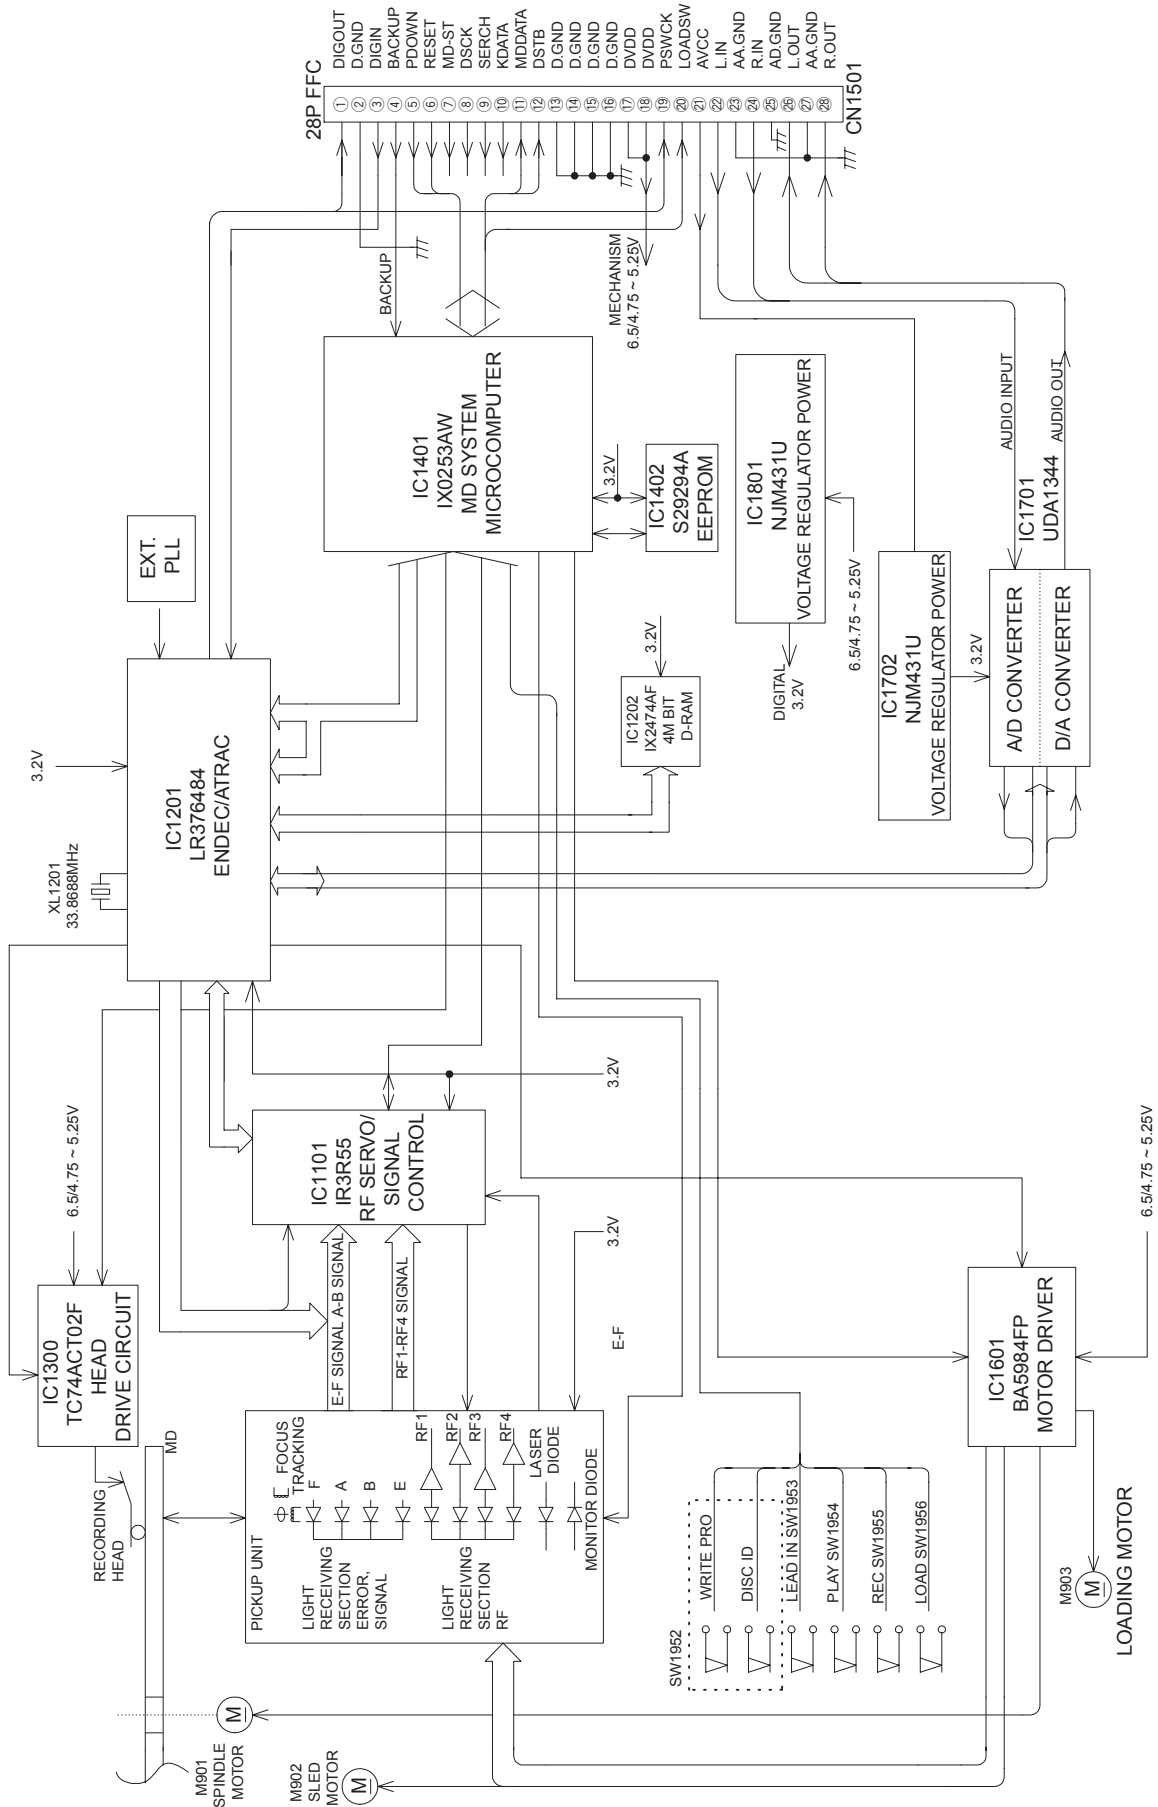 28P FFC
① DIGOUT
② D.GND
③ DIGIN
④ BACKUP
⑤ PDOWN
⑥ RESET
⑦ MD-ST
⑧ DSCK
⑨ SERCH
⑩ KDATA
⑪ MDDATA
⑫ DSTB
⑬ D.GND
⑭ D.GND
⑮ D.GND
⑯ D.GND
⑰ DVDD
⑱ DVDD
⑲ PSWCK
⑳ LOADSW
㉑ AVCC
㉒ L.IN
㉓ AA.GND
㉔ R.IN
㉕ AD.GND
㉖ L.OUT
㉗ AA.GND
㉘ R.OUT
CN1501
BACKUP
MECHANISM
6.5/4.75 ~ 5.25V
AUDIO INPUT
AUDIO OUT
EXT.
PLL
IC1401
IX0253AW
MD SYSTEM
MICROCOMPUTER
3.2V
IC1402
S29294A
EEPROM
IC1801
NJM431U
VOLTAGE REGULATOR POWER
DIGITAL
3.2V
6.5/4.75 ~ 5.25V
IC1702
NJM431U
VOLTAGE REGULATOR POWER
3.2V
IC1701
UDA1344
A/D CONVERTER
D/A CONVERTER
3.2V
XL1201
33.8688MHz
IC1201
LR376484
ENDEC/ATRAC
IC1202
IX2474AF
4M BIT
D-RAM
3.2V
6.5/4.75 ~ 5.25V
IC1300
TC74ACT02F
HEAD
DRIVE CIRCUIT
IC1101
IR3R55
RF SERVO/
SIGNAL
CONTROL
3.2V
RECORDING
HEAD
MD
E-F SIGNAL A-B SIGNAL
RF1-RF4 SIGNAL
3.2V
E-F
PICKUP UNIT
FOCUS
TRACKING
LIGHT
RECEIVING
SECTION
ERROR,
SIGNAL
F
A
B
E
LIGHT
RECEIVING
SECTION
RF
RF1
RF2
RF3
RF4
LASER
DIODE
MONITOR DIODE
M901
SPINDLE
MOTOR
M
M902
SLED
MOTOR
M
SW1952
WRITE PRO
DISC ID
LEAD IN SW1953
PLAY SW1954
REC SW1955
LOAD SW1956
IC1601
BA5984FP
MOTOR DRIVER
6.5/4.75 ~ 5.25V
M903
M
LOADING MOTOR